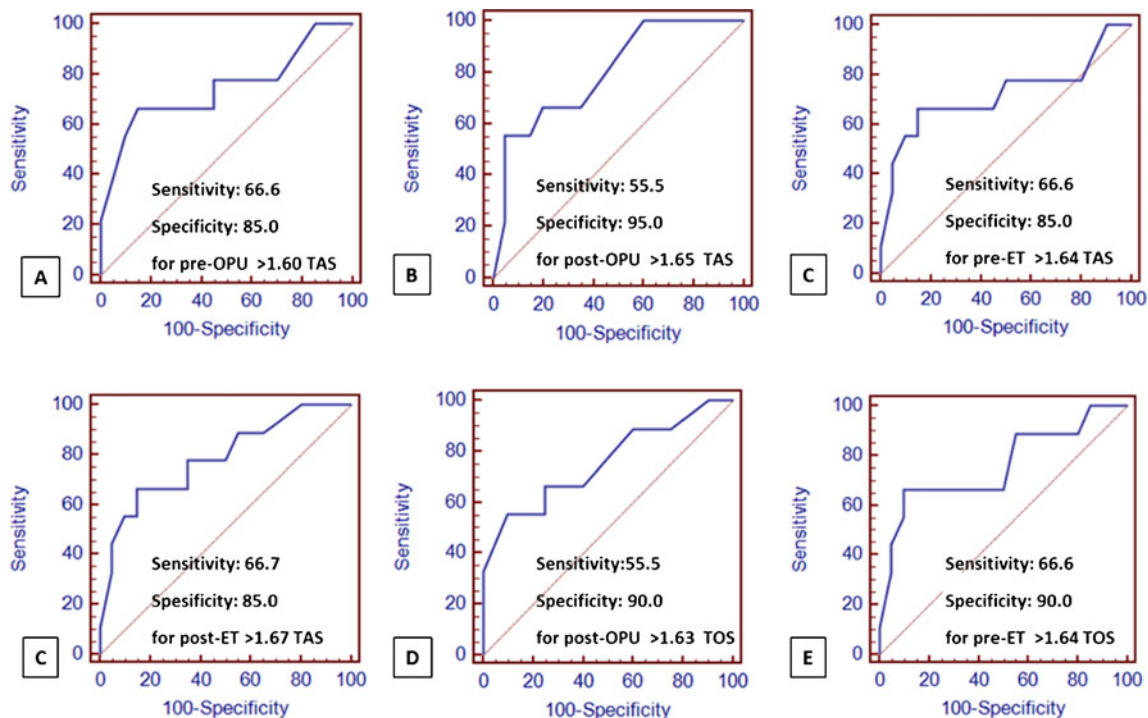 100
80
60
40
20
0
Sensitivity
Sensitivity: 66.6
Specificity: 85.0
for pre-OPU >1.60 TAS
A
0 20 40 60 80 100
100-Specificity
100
80
60
40
20
0
Sensitivity
Sensitivity: 55.5
Specificity: 95.0
for post-OPU >1.65 TAS
B
0 20 40 60 80 100
100-Specificity
100
80
60
40
20
0
Sensitivity
Sensitivity: 66.6
Specificity: 85.0
for pre-ET >1.64 TAS
C
0 20 40 60 80 100
100-Specificity
100
80
60
40
20
0
Sensitivity
Sensitivity: 66.7
Spesificity: 85.0
for post-ET >1.67 TAS
C
0 20 40 60 80 100
100-Specificity
100
80
60
40
20
0
Sensitivity
Sensitivity:55.5
Specificity: 90.0
for post-OPU >1.63 TOS
D
0 20 40 60 80 100
100-Specificity
100
80
60
40
20
0
Sensitivity
Sensitivity: 66.6
Specificity: 90.0
for pre-ET >1.64 TOS
E
0 20 40 60 80 100
100-Specificity